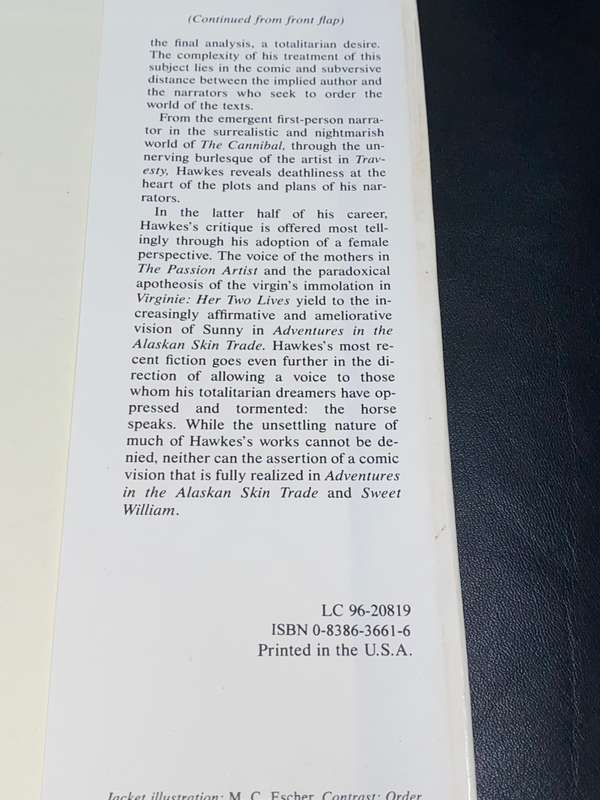 (Continued from front flap)
the final analysis, a totalitarian desire.
The complexity of his treatment of this
subject lies in the comic and subversive
distance between the implied author and
the narrators who seek to order the
world of the texts.
From the emergent first-person narra-
tor in the surrealistic and nightmarish
world of The Cannibal, through the un-
nerving burlesque of the artist in Trav-
esty, Hawkes reveals deathliness at the
heart of the plots and plans of his nar-
rators.
In the latter half of his career,
Hawkes's critique is offered most tell-
ingly through his adoption of a female
perspective. The voice of the mothers in
The Passion Artist and the paradoxical
apotheosis of the virgin's immolation in
Virginie: Her Two Lives yield to the in-
creasingly affirmative and ameliorative
vision of Sunny in Adventures in the
Alaskan Skin Trade. Hawkes's most re-
cent fiction goes even further in the di-
rection of allowing a voice to those
whom his totalitarian dreamers have op-
pressed and tormented: the horse
speaks. While the unsettling nature of
much of Hawkes's works cannot be de-
nied, neither can the assertion of a comic
vision that is fully realized in Adventures
in the Alaskan Skin Trade and Sweet
William.
LC 96-20819
ISBN 0-8386-3661-6
Printed in the U.S.A.
Jacket illustration: M. C. Escher, Contrast: Order